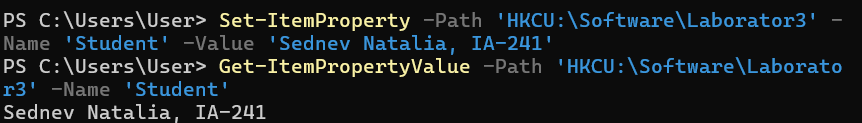 PS C:\Users\User> Set-ItemProperty -Path 'HKCU:\Software\Laborator3' -
Name 'Student' -Value 'Sednev Natalia, IA-241'
PS C:\Users\User> Get-ItemPropertyValue -Path 'HKCU:\Software\Laborato
r3' -Name 'Student'
Sednev Natalia, IA-241